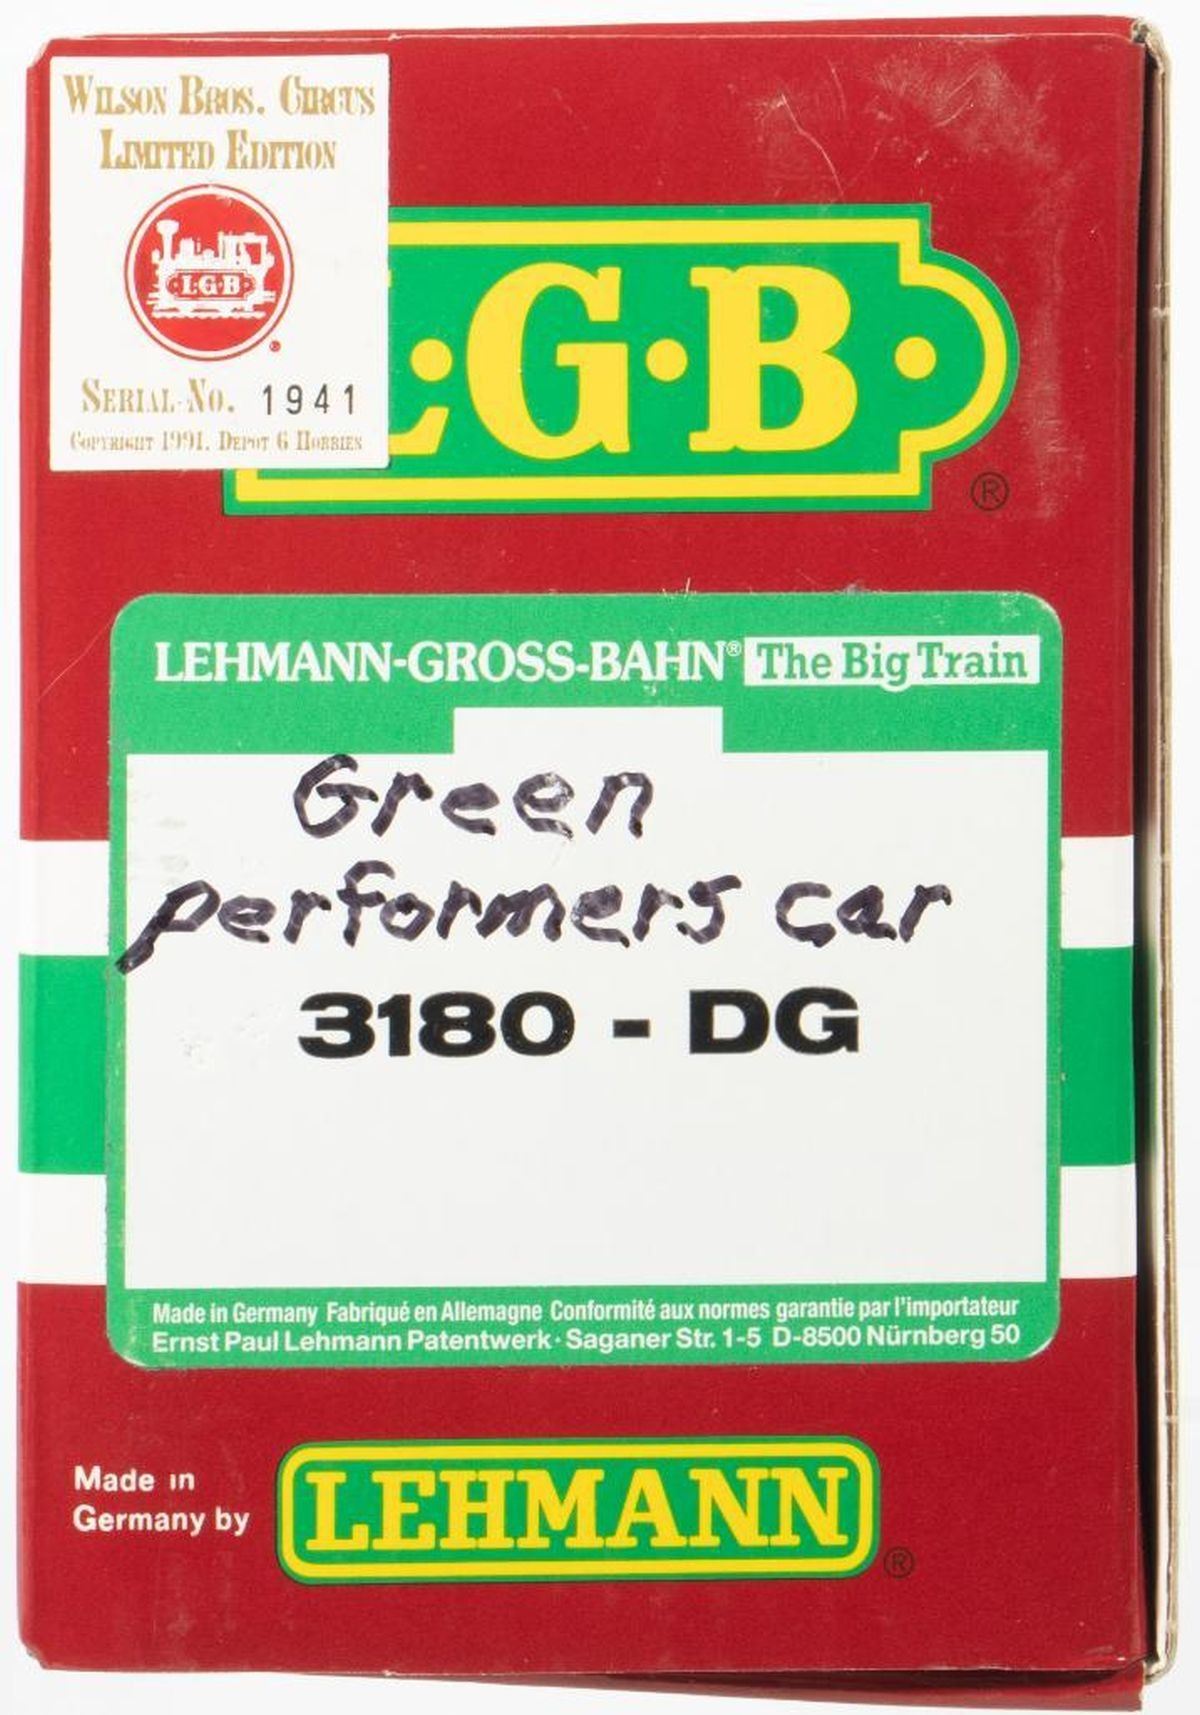 WILSON BROS. CIRCUS
LIMITED EDITION
L·G·B
®
SERIAL-NO. 1941
COPYRIGHT 1991. DEPOT G HOBBIES
L·G·B·
®
LEHMANN-GROSS-BAHN® The Big Train
Green
performers car
3180 - DG
Made in Germany Fabriqué en Allemagne Conformité aux normes garantie par l'importateur
Ernst Paul Lehmann Patentwerk · Saganer Str. 1-5 D-8500 Nürnberg 50
Made in
Germany by
LEHMANN
®